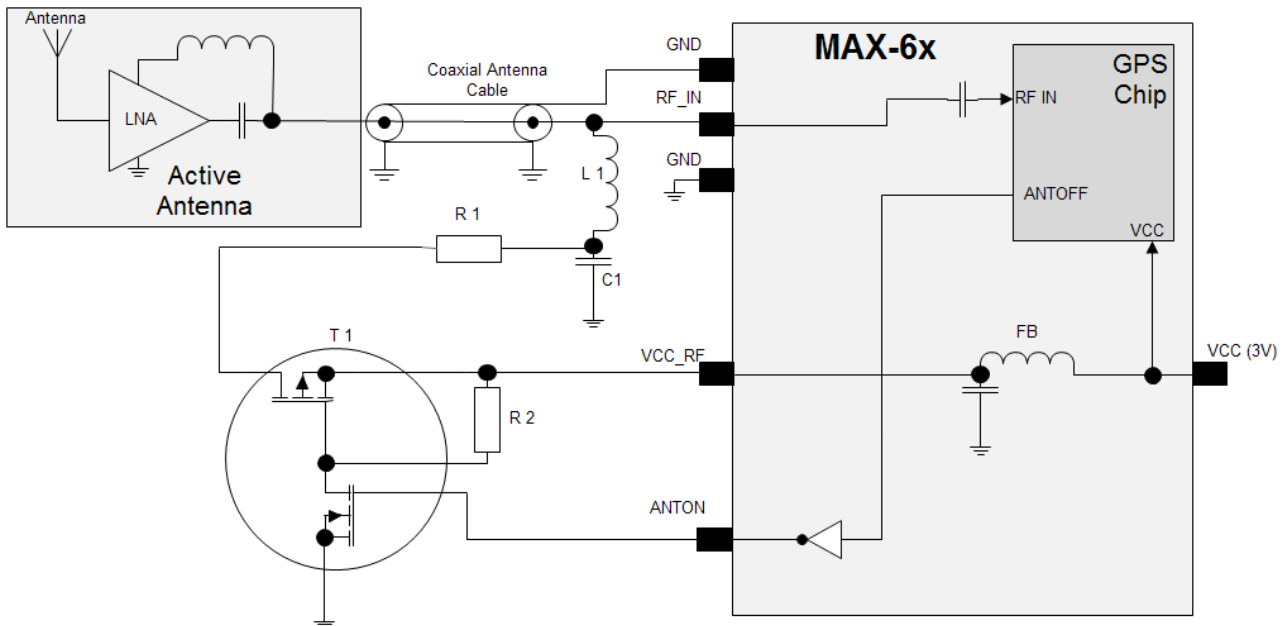 Antenna
LNA
Active
Antenna
Coaxial Antenna
Cable
GND
RF_IN
GND
L 1
R 1
C1
T 1
R 2
VCC_RF
ANTON
MAX-6x
GPS
Chip
RF IN
ANTOFF
VCC
FB
VCC (3V)